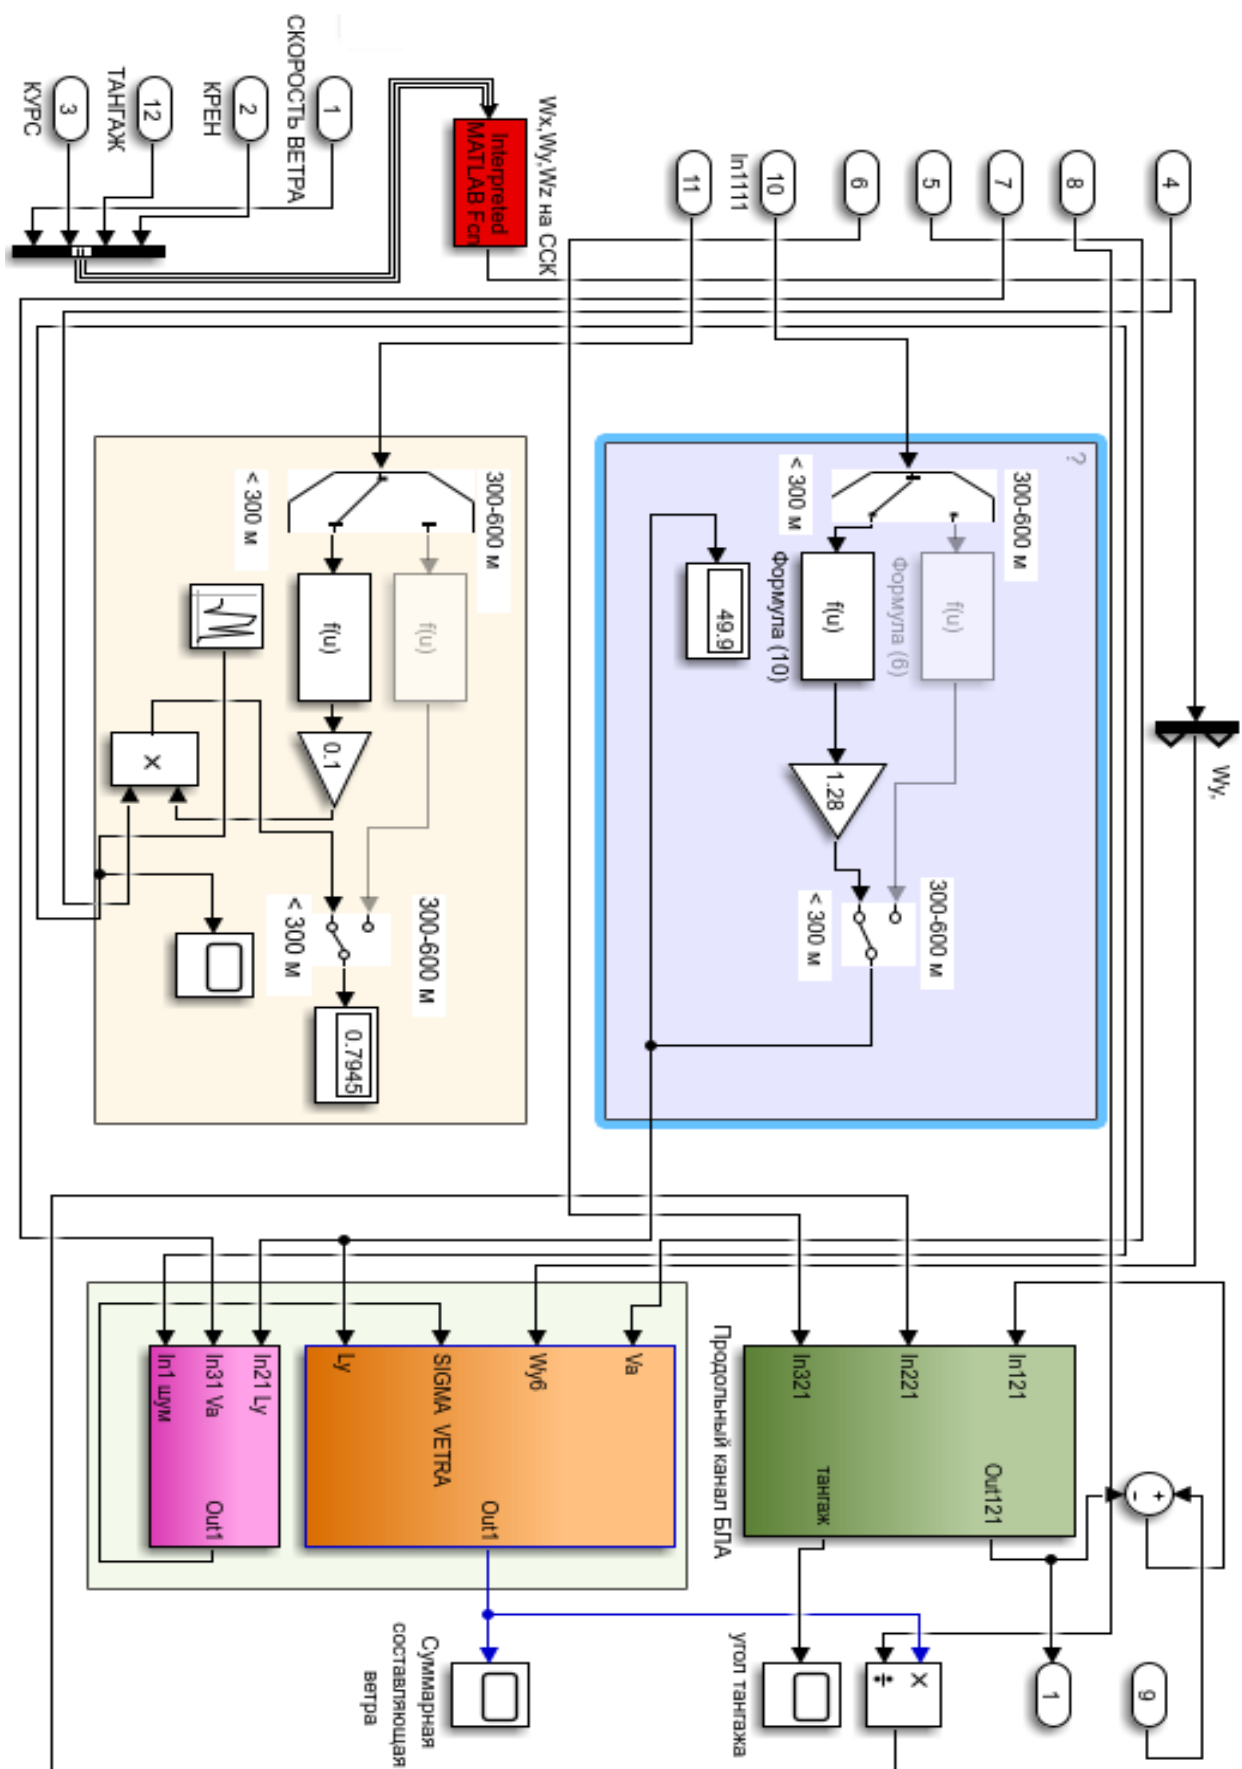 4
8
7
5
6
10
In1111
11
Wx,Wy,Wz на ССК
Interpreted
MATLAB Fcn
1
СКОРОСТЬ ВЕТРА
2
КРЕН
12
ТАНГАЖ
3
КУРС
Wy,
?
300-600 м
< 300 м
f(u)
Формула (6)
f(u)
Формула (10)
49.9
1.28
300-600 м
< 300 м
300-600 м
< 300 м
f(u)
f(u)
0.1
×
300-600 м
< 300 м
0.7945
In121
In221
In321
Out121
тангаж
Продольный канал БЛА
Va
Wy6
SIGMA VETRA
Ly
Out1
In21 Ly
In31 Va
In1 шум
Out1
+
−
9
1
×
÷
угол тангажа
Суммарная
составляющая
ветра